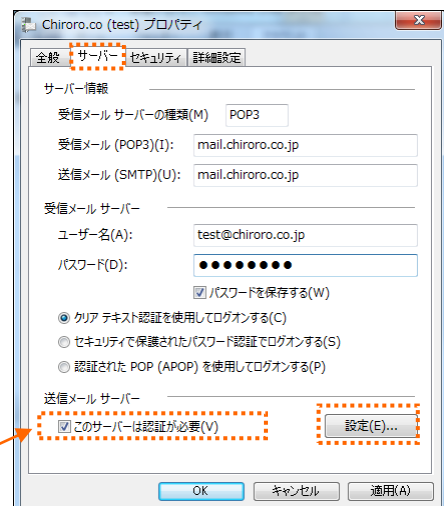 Chiroro.co (test) プロパティ
全般 サーバー セキュリティ 詳細設定
サーバー情報
受信メール サーバーの種類(M) POP3
受信メール (POP3)(I): mail.chiroro.co.jp
送信メール (SMTP)(U): mail.chiroro.co.jp
受信メール サーバー
ユーザー名(A): test@chiroro.co.jp
パスワード(D): ●●●●●●●●
パスワードを保存する(W)
クリア テキスト認証を使用してログオンする(C)
セキュリティで保護されたパスワード認証でログオンする(S)
認証された POP (APOP) を使用してログオンする(P)
送信メール サーバー
このサーバーは認証が必要(V) 設定(E)...
OK キャンセル 適用(A)